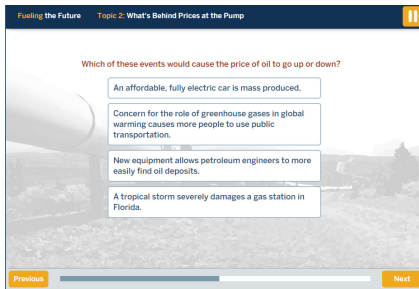 Fueling the Future Topic 2: What's Behind Prices at the Pump
Which of these events would cause the price of oil to go up or down?
An affordable, fully electric car is mass produced.
Concern for the role of greenhouse gases in global
warming causes more people to use public
transportation.
New equipment allows petroleum engineers to more
easily find oil deposits.
A tropical storm severely damages a gas station in
Florida.
Previous Next